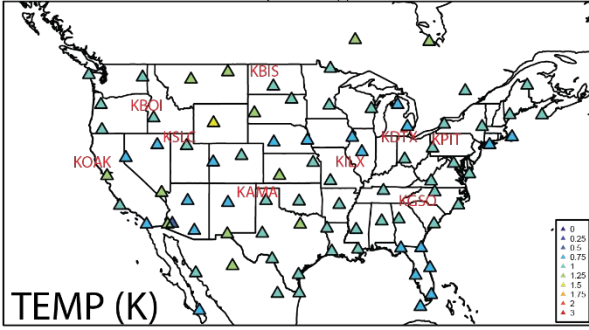 KBIS
KBOI
KSLC
KDTX
KPIT
KOAK
KILX
KAMA
KGSO
0
0.25
0.5
0.75
1
1.25
1.5
1.75
2
3
TEMP (K)